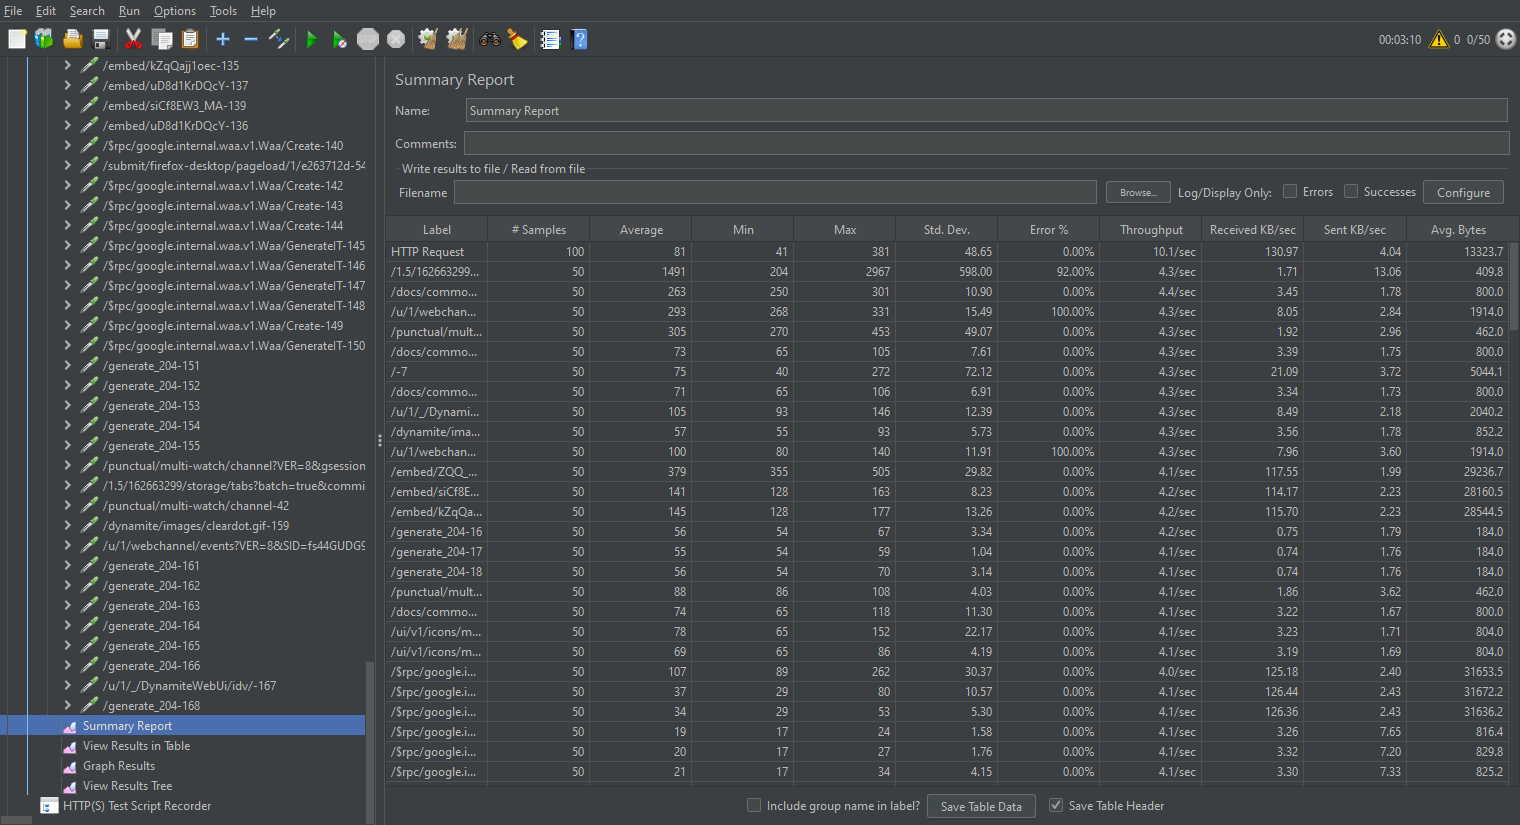 File Edit Search Run Options Tools Help
00:03:10 0 0/50
/embed/kZqQajj1oec-135
/embed/uD8d1KrDQcY-137
/embed/siCf8EW3_MA-139
/embed/uD8d1KrDQcY-136
/$rpc/google.internal.waa.v1.Waa/Create-140
/submit/firefox-desktop/pageload/1/e263712d-54
/$rpc/google.internal.waa.v1.Waa/Create-142
/$rpc/google.internal.waa.v1.Waa/Create-143
/$rpc/google.internal.waa.v1.Waa/Create-144
/$rpc/google.internal.waa.v1.Waa/GenerateIT-145
/$rpc/google.internal.waa.v1.Waa/GenerateIT-146
/$rpc/google.internal.waa.v1.Waa/GenerateIT-147
/$rpc/google.internal.waa.v1.Waa/GenerateIT-148
/$rpc/google.internal.waa.v1.Waa/Create-149
/$rpc/google.internal.waa.v1.Waa/GenerateIT-150
/generate_204-151
/generate_204-152
/generate_204-153
/generate_204-154
/generate_204-155
/punctual/multi-watch/channel?VER=8&gsession
/1.5/162663299/storage/tabs?batch=true&commi
/punctual/multi-watch/channel-42
/dynamite/images/cleardot.gif-159
/u/1/webchannel/events?VER=8&SID=fs44GUDG9
/generate_204-161
/generate_204-162
/generate_204-163
/generate_204-164
/generate_204-165
/generate_204-166
/u/1/_/DynamiteWebUi/idv/-167
/generate_204-168
Summary Report
View Results in Table
Graph Results
View Results Tree
HTTP(S) Test Script Recorder
Summary Report
Name: Summary Report
Comments:
Write results to file / Read from file
Filename Browse... Log/Display Only: Errors Successes Configure
Label # Samples Average Min Max Std. Dev. Error % Throughput Received KB/sec Sent KB/sec Avg. Bytes
HTTP Request 100 81 41 381 48.65 0.00% 10.1/sec 130.97 4.04 13323.7
/1.5/162663299... 50 1491 204 2967 598.00 92.00% 4.3/sec 1.71 13.06 409.8
/docs/commo... 50 263 250 301 10.90 0.00% 4.4/sec 3.45 1.78 800.0
/u/1/webchan... 50 293 268 331 15.49 100.00% 4.3/sec 8.05 2.84 1914.0
/punctual/mult... 50 305 270 453 49.07 0.00% 4.3/sec 1.92 2.96 462.0
/docs/commo... 50 73 65 105 7.61 0.00% 4.3/sec 3.39 1.75 800.0
/-7 50 75 40 272 72.12 0.00% 4.3/sec 21.09 3.72 5044.1
/docs/commo... 50 71 65 106 6.91 0.00% 4.3/sec 3.34 1.73 800.0
/u/1/_/Dynami... 50 105 93 146 12.39 0.00% 4.3/sec 8.49 2.18 2040.2
/dynamite/ima... 50 57 55 93 5.73 0.00% 4.3/sec 3.56 1.78 852.2
/u/1/webchan... 50 100 80 140 11.91 100.00% 4.3/sec 7.96 3.60 1914.0
/embed/ZQQ_... 50 379 355 505 29.82 0.00% 4.1/sec 117.55 1.99 29236.7
/embed/siCf8E... 50 141 128 163 8.23 0.00% 4.2/sec 114.17 2.23 28160.5
/embed/kZqQa... 50 145 128 177 13.26 0.00% 4.2/sec 115.70 2.23 28544.5
/generate_204-16 50 56 54 67 3.34 0.00% 4.2/sec 0.75 1.79 184.0
/generate_204-17 50 55 54 59 1.04 0.00% 4.1/sec 0.74 1.76 184.0
/generate_204-18 50 56 54 70 3.14 0.00% 4.1/sec 0.74 1.76 184.0
/punctual/mult... 50 88 86 108 4.03 0.00% 4.1/sec 1.86 3.62 462.0
/docs/commo... 50 74 65 118 11.30 0.00% 4.1/sec 3.22 1.67 800.0
/ui/v1/icons/m... 50 78 65 152 22.17 0.00% 4.1/sec 3.23 1.71 804.0
/ui/v1/icons/m... 50 69 65 86 4.19 0.00% 4.1/sec 3.19 1.69 804.0
/$rpc/google.i... 50 107 89 262 30.37 0.00% 4.0/sec 125.18 2.40 31653.5
/$rpc/google.i... 50 37 29 80 10.57 0.00% 4.1/sec 126.44 2.43 31672.2
/$rpc/google.i... 50 34 29 53 5.30 0.00% 4.1/sec 126.36 2.43 31636.2
/$rpc/google.i... 50 19 17 24 1.58 0.00% 4.1/sec 3.26 7.65 816.4
/$rpc/google.i... 50 20 17 27 1.76 0.00% 4.1/sec 3.32 7.20 829.8
/$rpc/google.i... 50 21 17 34 4.15 0.00% 4.1/sec 3.30 7.33 825.2
Include group name in label? Save Table Data Save Table Header